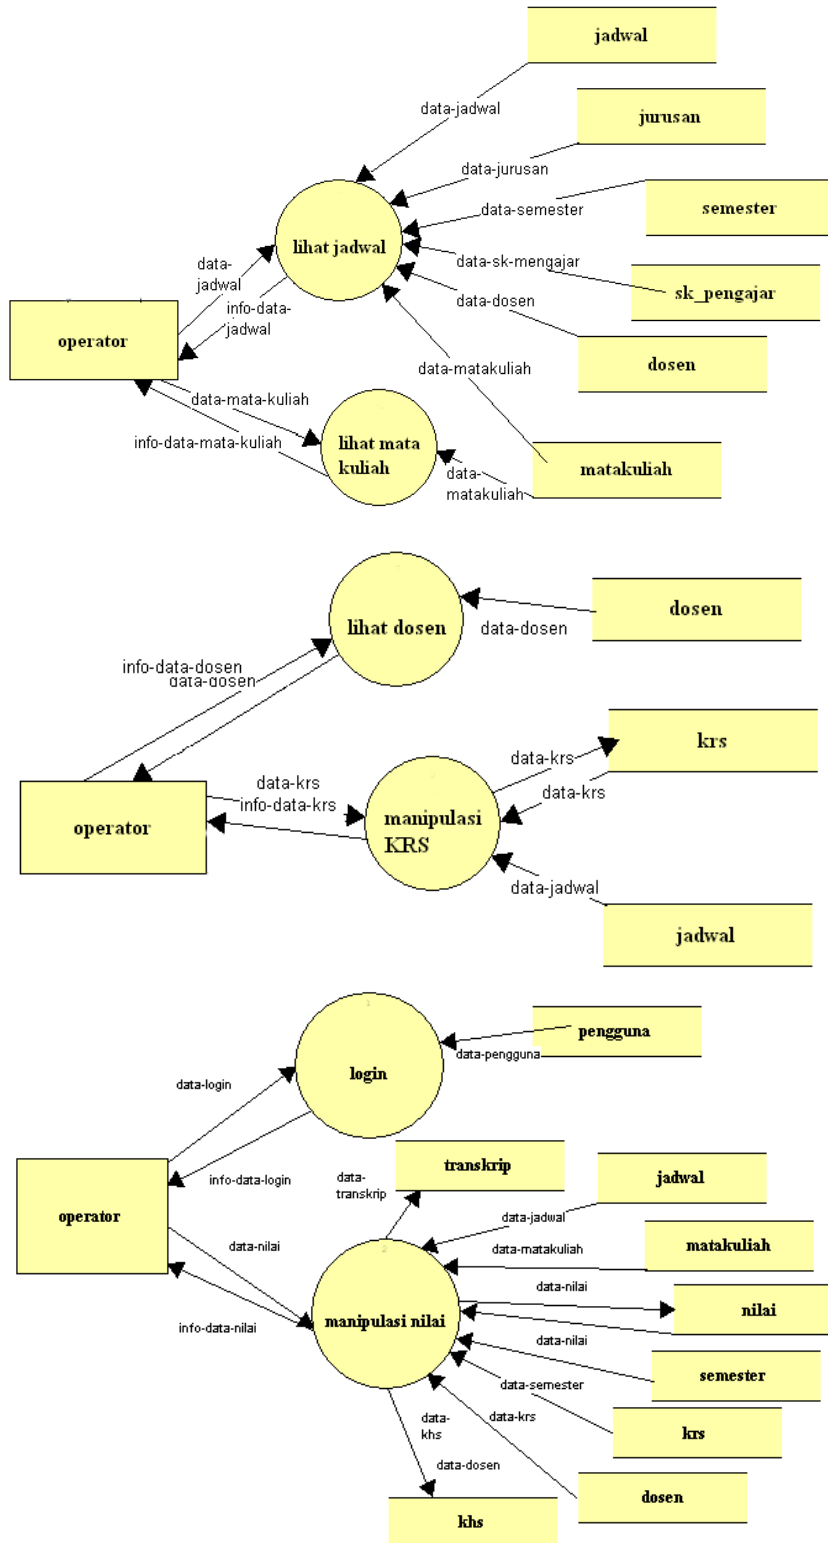 jadwal
data-jadwal
jurusan
data-jurusan
semester
data-semester
lihat jadwal
data-
jadwal
data-sk-mengajar
sk_pengajar
info-data-
jadwal
data-dosen
operator
dosen
data-matakuliah
data-mata-kuliah
info-data-mata-kuliah
lihat mata
kuliah
data-
matakuliah
matakuliah
lihat dosen
data-dosen
dosen
info-data-dosen
data-dosen
krs
data-krs
data-krs
data-krs
info-data-krs
operator
manipulasi
KRS
data-jadwal
jadwal
1
pengguna
data-pengguna
login
data-login
info-data-login
transkrip
data-
transkrip
jadwal
data-jadwal
operator
data-nilai
2
data-matakuliah
matakuliah
data-nilai
nilai
info-data-nilai
manipulasi nilai
data-nilai
semester
data-semester
data-
khs
data-krs
krs
data-dosen
dosen
khs